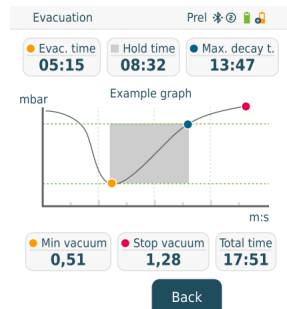 Evacuation Prel
Evac. time Hold time Max. decay t.
05:15 08:32 13:47
Example graph
mbar
m:s
Min vacuum Stop vacuum Total time
0,51 1,28 17:51
Back